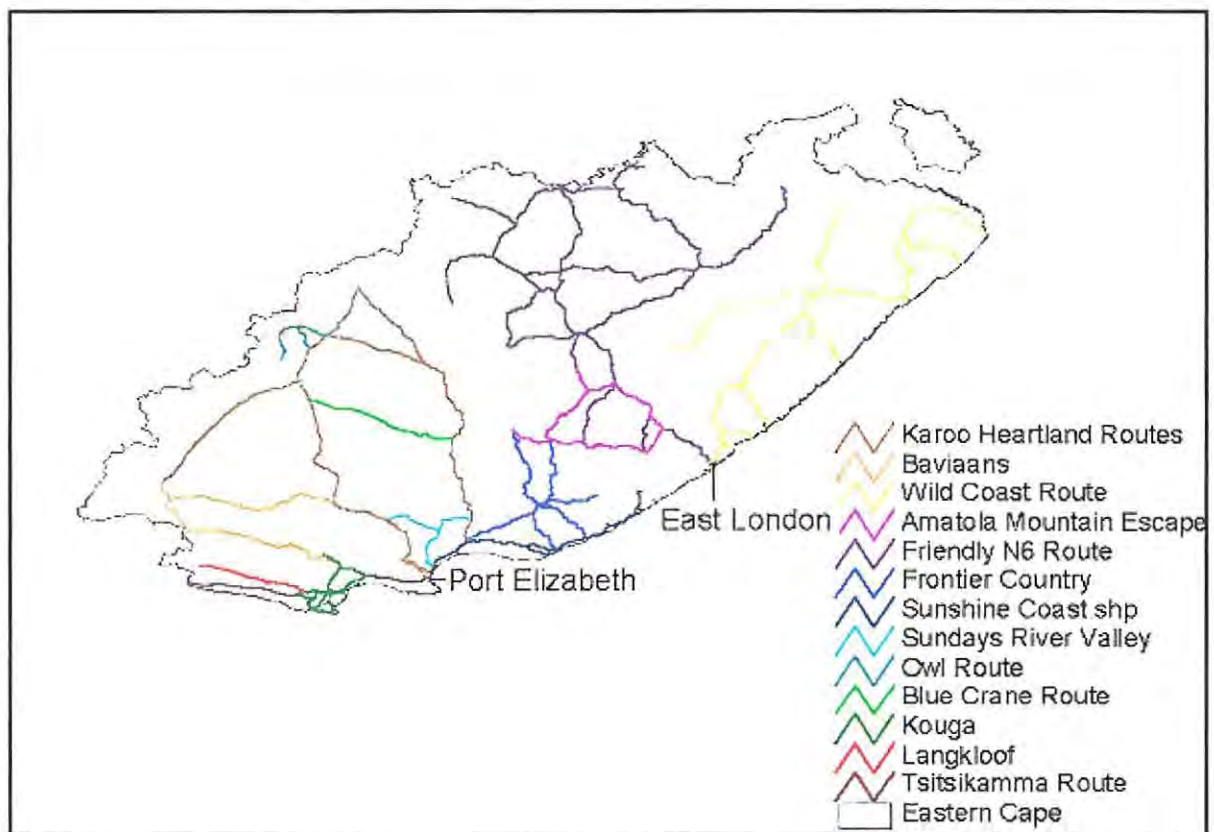 Karoo Heartland Routes
Baviaans
Wild Coast Route
East London
Amatola Mountain Escape
Friendly N6 Route
Port Elizabeth
Frontier Country
Sunshine Coast.shp
Sundays River Valley
Owl Route
Blue Crane Route
Kouga
Langkloof
Tsitsikamma Route
Eastern Cape